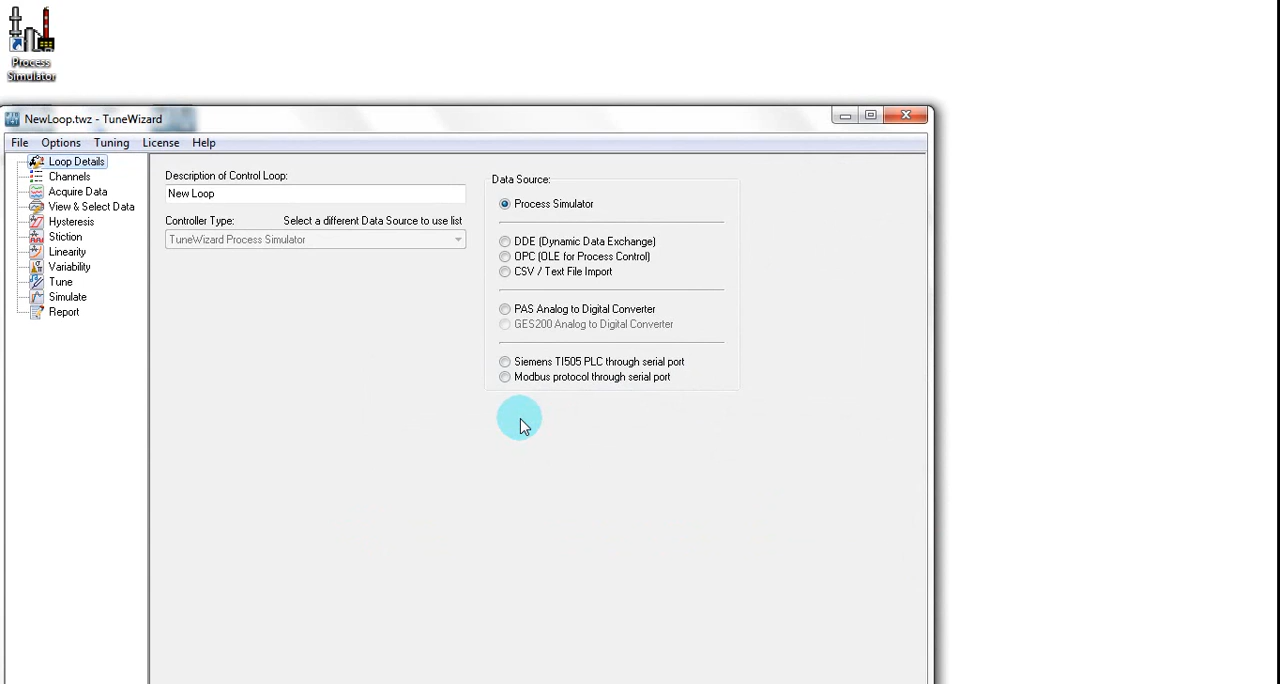 Process
Simulator
NewLoop.twz - TuneWizard
File Options Tuning License Help
Loop Details
Channels
Acquire Data
View & Select Data
Hysteresis
Stiction
Linearity
Variability
Tune
Simulate
Report
Description of Control Loop:
New Loop
Controller Type: Select a different Data Source to use list
TuneWizard Process Simulator
Data Source:
Process Simulator
DDE (Dynamic Data Exchange)
OPC (OLE for Process Control)
CSV / Text File Import
PAS Analog to Digital Converter
GES200 Analog to Digital Converter
Siemens TI505 PLC through serial port
Modbus protocol through serial port